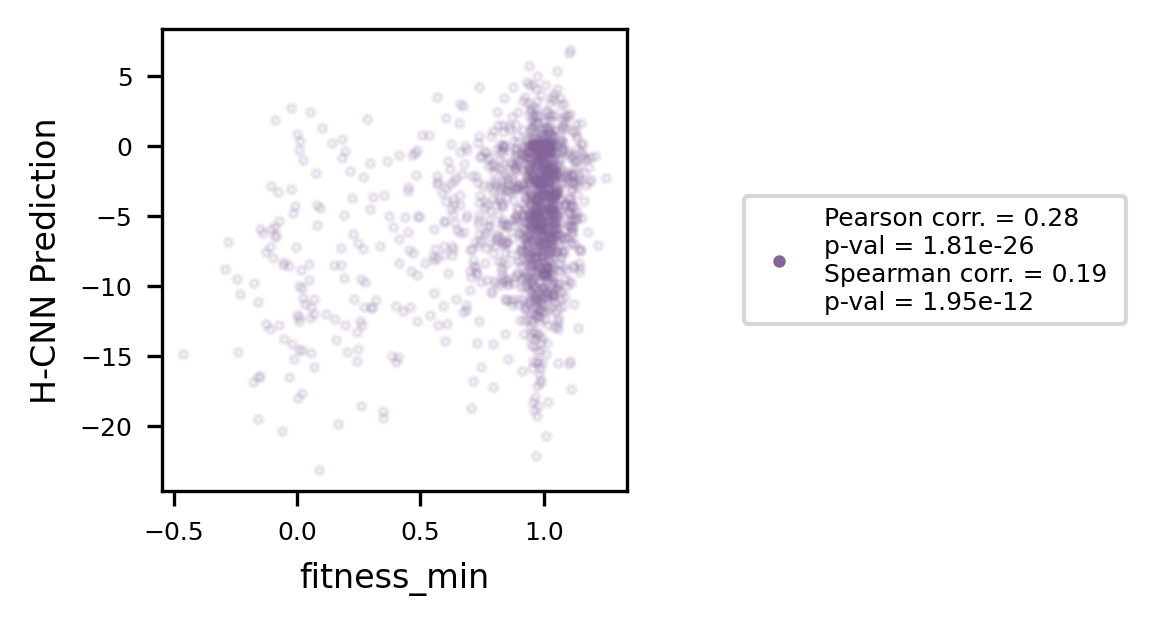 5
0
−5
−10
−15
−20
H-CNN Prediction
−0.5 0.0 0.5 1.0
fitness_min
Pearson corr. = 0.28
p-val = 1.81e-26
Spearman corr. = 0.19
p-val = 1.95e-12